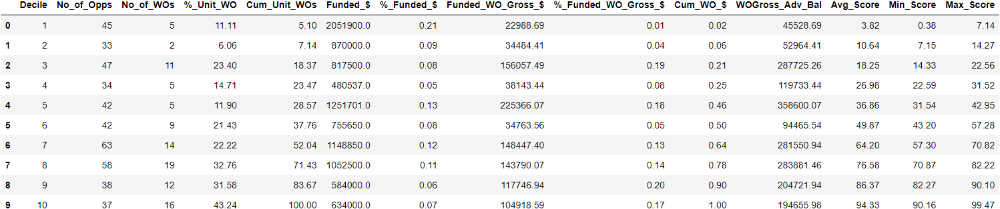 Decile No_of_Opps No_of_WOs %_Unit_WO Cum_Unit_WOs Funded_$ %_Funded_$ Funded_WO_Gross_$ %_Funded_WO_Gross_$ Cum_WO_$ WOGross_Adv_Bal Avg_Score Min_Score Max_Score
0 1 45 5 11.11 5.10 2051900.0 0.21 22988.69 0.01 0.02 45528.69 3.82 0.38 7.14
1 2 33 2 6.06 7.14 870000.0 0.09 34484.41 0.04 0.06 52964.41 10.64 7.15 14.27
2 3 47 11 23.40 18.37 817500.0 0.08 156057.49 0.19 0.21 287725.26 18.25 14.33 22.56
3 4 34 5 14.71 23.47 480537.0 0.05 38143.44 0.08 0.25 119733.44 26.98 22.59 31.52
4 5 42 5 11.90 28.57 1251701.0 0.13 225366.07 0.18 0.46 358600.07 36.86 31.54 42.95
5 6 42 9 21.43 37.76 755650.0 0.08 34763.56 0.05 0.50 94465.54 49.87 43.20 57.28
6 7 63 14 22.22 52.04 1148850.0 0.12 148447.40 0.13 0.64 281550.94 64.20 57.30 70.82
7 8 58 19 32.76 71.43 1052500.0 0.11 143790.07 0.14 0.78 283881.46 76.58 70.87 82.22
8 9 38 12 31.58 83.67 584000.0 0.06 117746.94 0.20 0.90 204721.94 86.37 82.27 90.10
9 10 37 16 43.24 100.00 634000.0 0.07 104918.59 0.17 1.00 194655.98 94.33 90.16 99.47